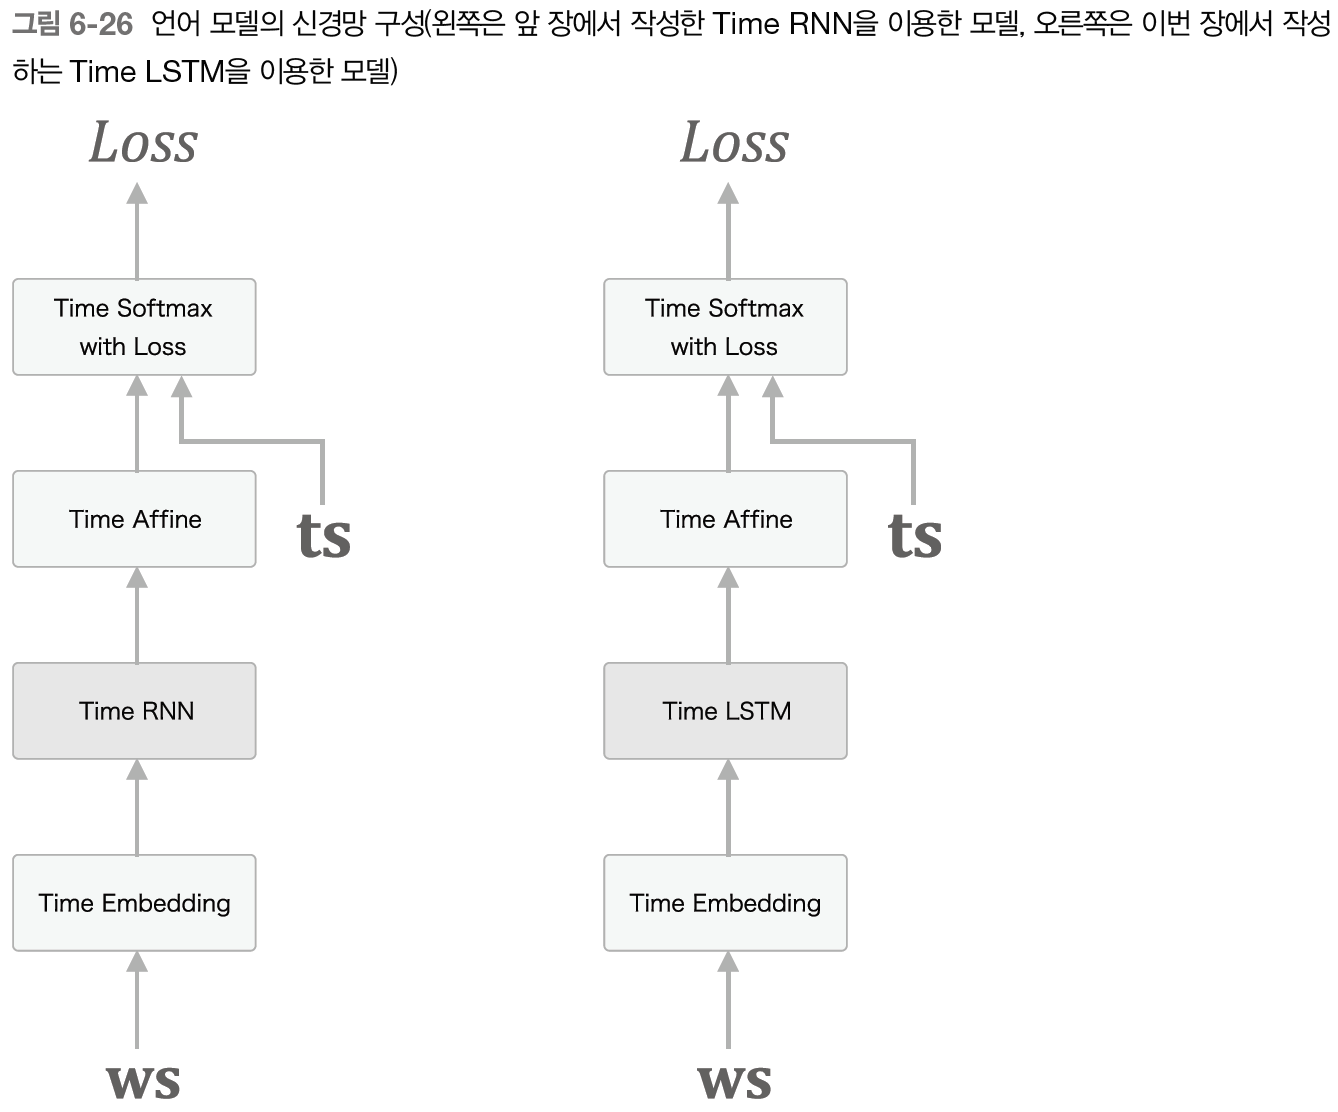 그림 6-26 언어 모델의 신경망 구성(왼쪽은 앞 장에서 작성한 Time RNN을 이용한 모델, 오른쪽은 이번 장에서 작성
하는 Time LSTM을 이용한 모델)
Loss
Time Softmax
with Loss
Time Affine
ts
Time RNN
Time Embedding
ws
Loss
Time Softmax
with Loss
Time Affine
ts
Time LSTM
Time Embedding
ws